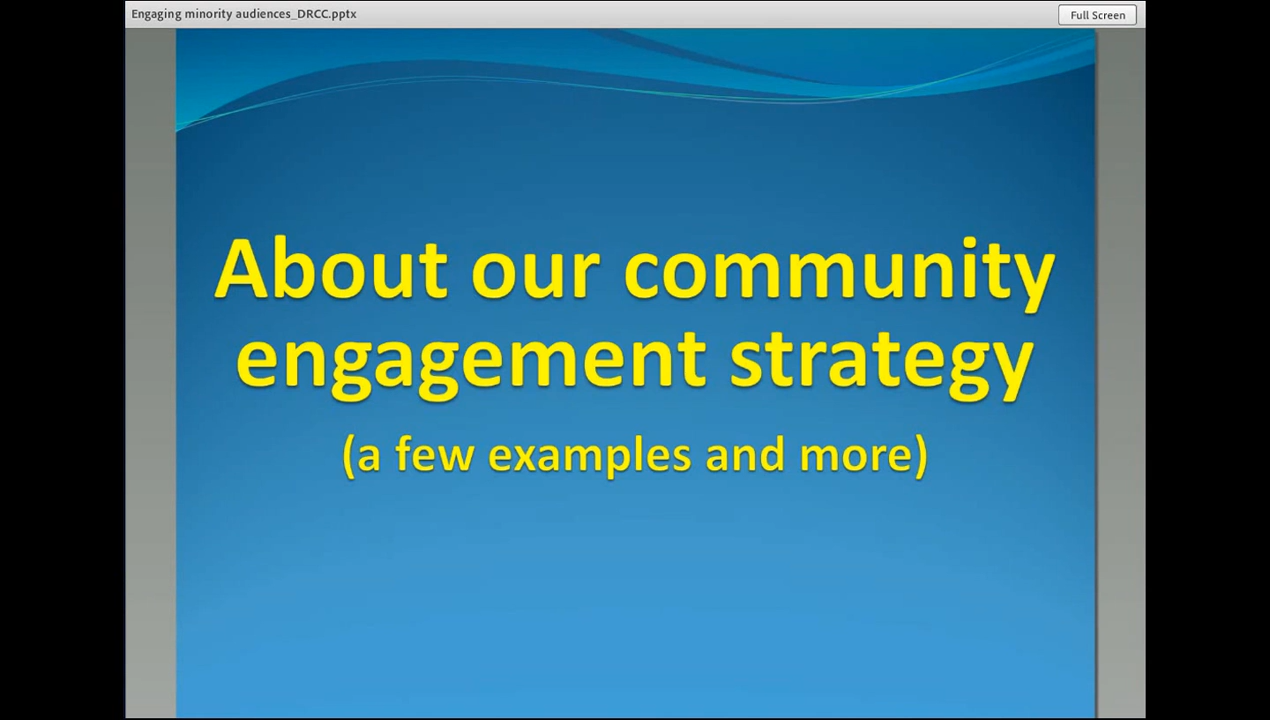 Engaging minority audiences_DRCC.pptx
Full Screen
About our community
engagement strategy
(a few examples and more)